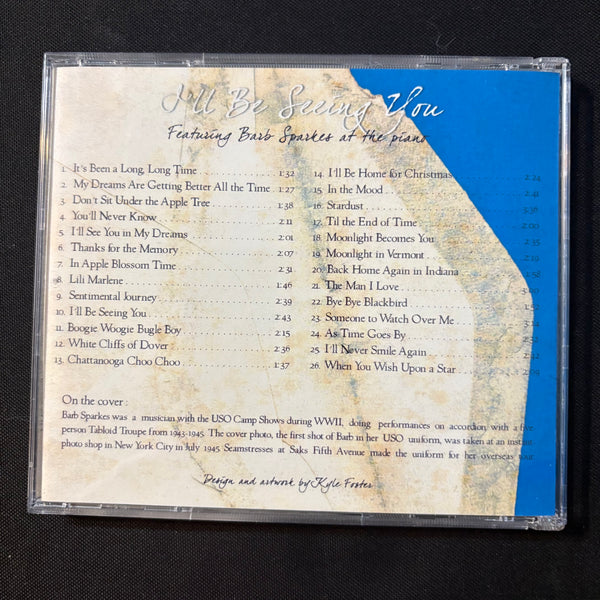 I'll Be Seeing You
Featuring Barb Sparkes at the piano
1. It's Been a Long, Long Time 1:32
2. My Dreams Are Getting Better All the Time 1:27
3. Don't Sit Under the Apple Tree 1:38
4. You'll Never Know 2:11
5. I'll See You in My Dreams 2:01
6. Thanks for the Memory 2:07
7. In Apple Blossom Time 2:31
8. Lili Marlene 1:46
9. Sentimental Journey 2:39
10. I'll Be Seeing You 2:43
11. Boogie Woogie Bugle Boy 2:15
12. White Cliffs of Dover 2:36
13. Chattanooga Choo Choo 1:37
14. I'll Be Home for Christmas 2:24
15. In the Mood 2:41
16. Stardust
17. Til the End of Time 2:00
18. Moonlight Becomes You 2:35
19. Moonlight in Vermont 2:19
20. Back Home Again in Indiana 1:58
21. The Man I Love 3:09
22. Bye Bye Blackbird
23. Someone to Watch Over Me
24. As Time Goes By
25. I'll Never Smile Again
26. When You Wish Upon a Star 2:09
On the cover :
Barb Sparkes was a musician with the USO Camp Shows during WWII, doing performances on accordion with a five
person Tabloid Troupe from 1943-1945. The cover photo, the first shot of Barb in her USO uniform, was taken at an instant
photo shop in New York City in July 1945 Seamstresses at Saks Fifth Avenue made the uniform for her overseas tour
Design and artwork by Kyle Foster